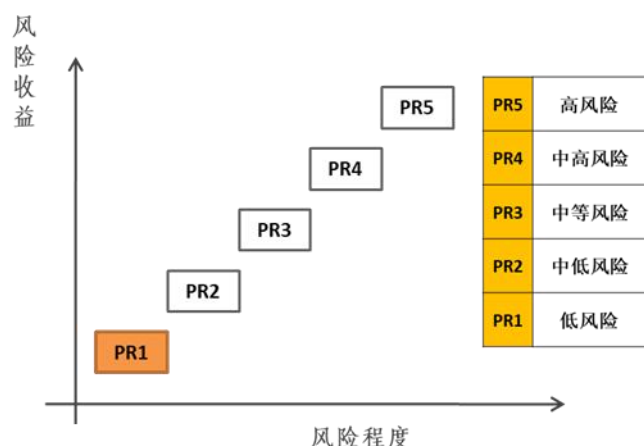 风险收益
PR5
PR4
PR3
PR2
PR1
风险程度
PR5 高风险
PR4 中高风险
PR3 中等风险
PR2 中低风险
PR1 低风险